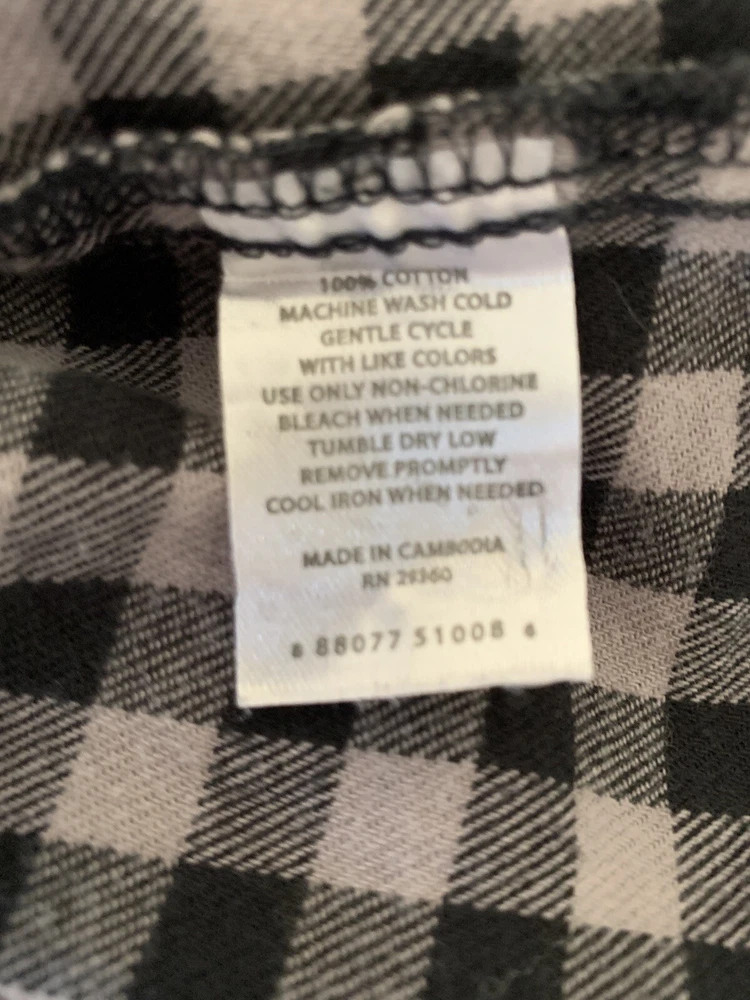 100% COTTON
MACHINE WASH COLD
GENTLE CYCLE
WITH LIKE COLORS
USE ONLY NON-CHLORINE
BLEACH WHEN NEEDED
TUMBLE DRY LOW
REMOVE PROMPTLY
COOL IRON WHEN NEEDED
MADE IN CAMBODIA
RN 29360
8 88077 51008 6